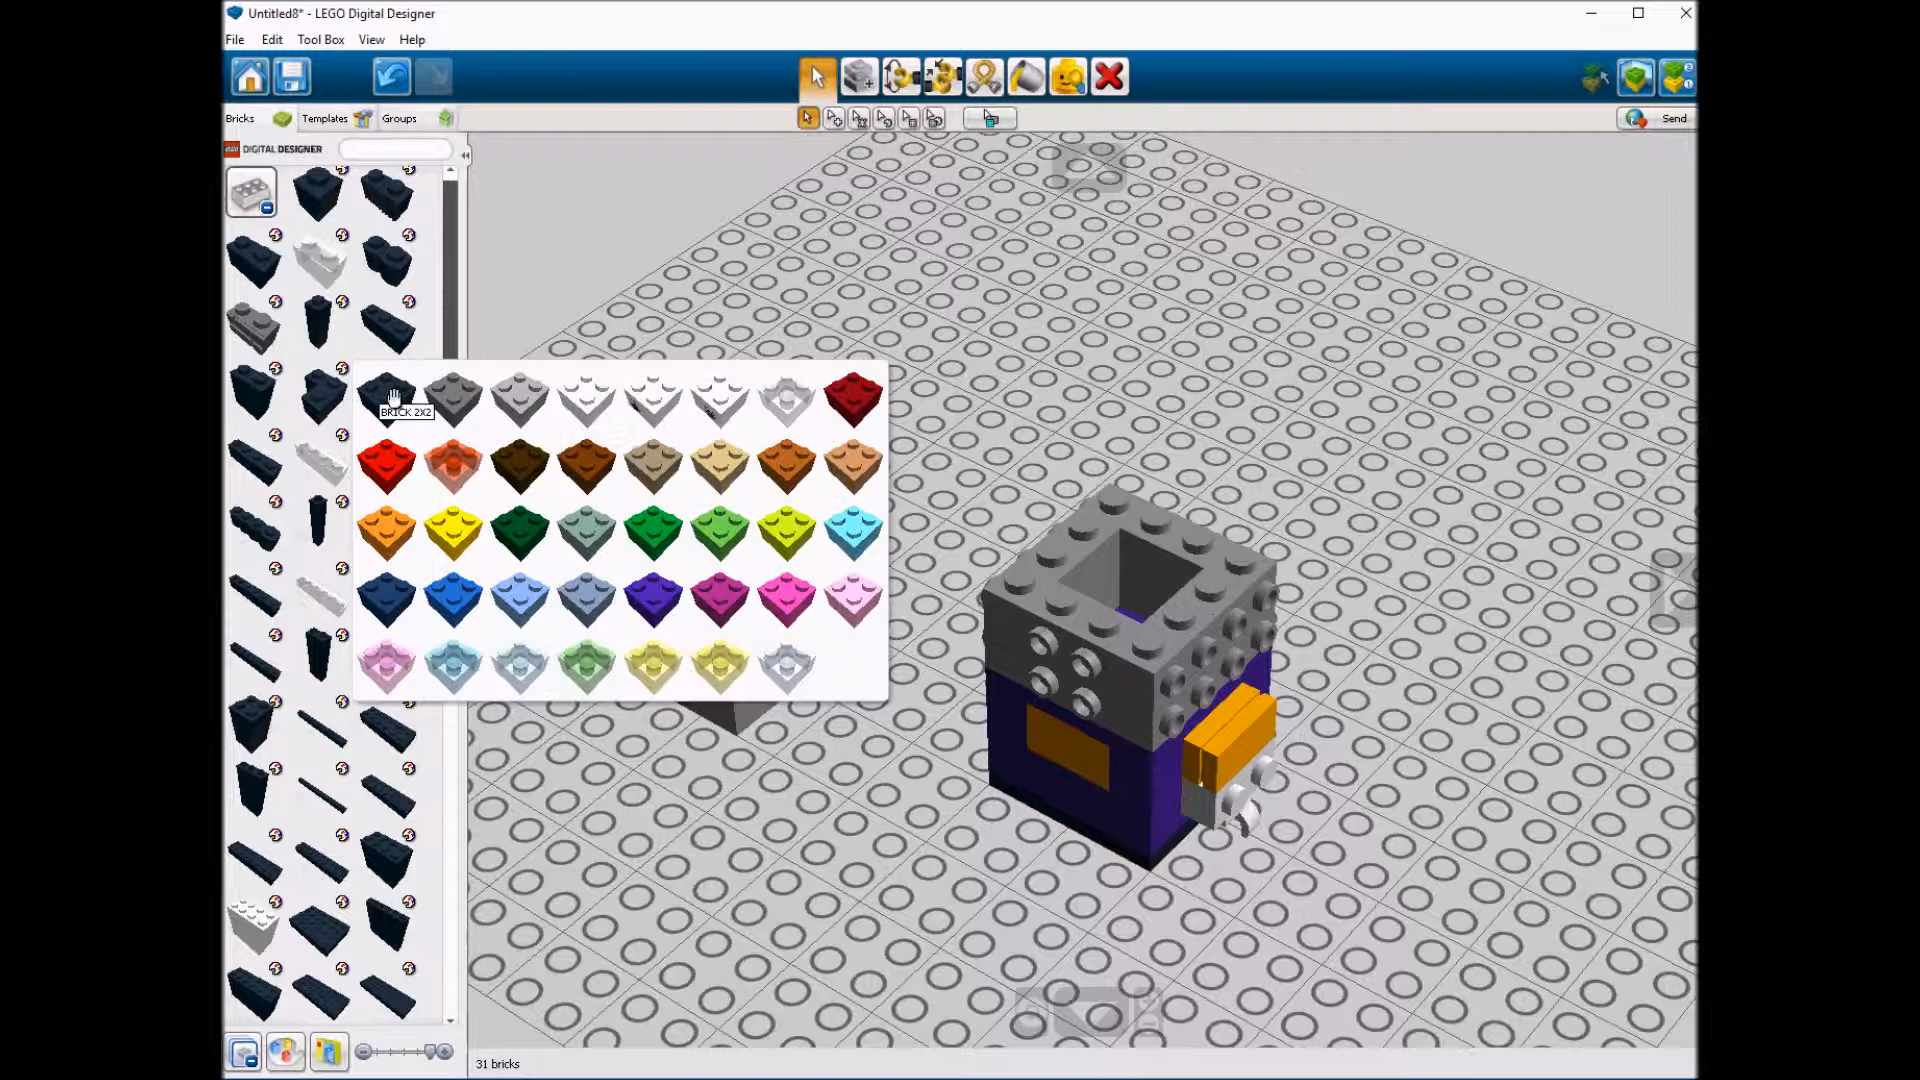 Untitled8* - LEGO Digital Designer
File Edit Tool Box View Help
Bricks Templates Groups
Send
LEGO DIGITAL DESIGNER
BRICK 2X2
31 bricks